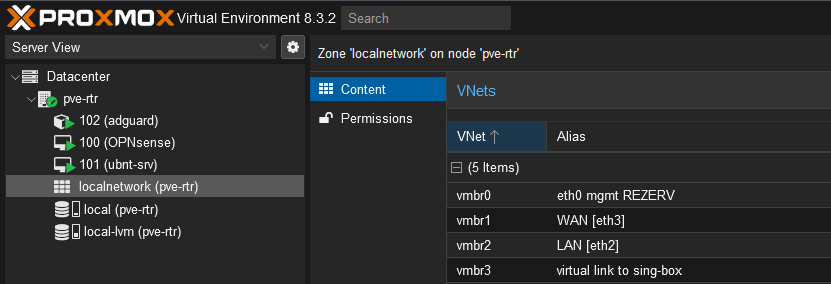 PROXMOX Virtual Environment 8.3.2 Search
Server View
Zone 'localnetwork' on node 'pve-rtr'
Datacenter
pve-rtr
102 (adguard)
100 (OPNsense)
101 (ubnt-srv)
localnetwork (pve-rtr)
local (pve-rtr)
local-lvm (pve-rtr)
Content
Permissions
VNets
VNet ↑ Alias
(5 Items)
vmbr0 eth0 mgmt REZERV
vmbr1 WAN [eth3]
vmbr2 LAN [eth2]
vmbr3 virtual link to sing-box